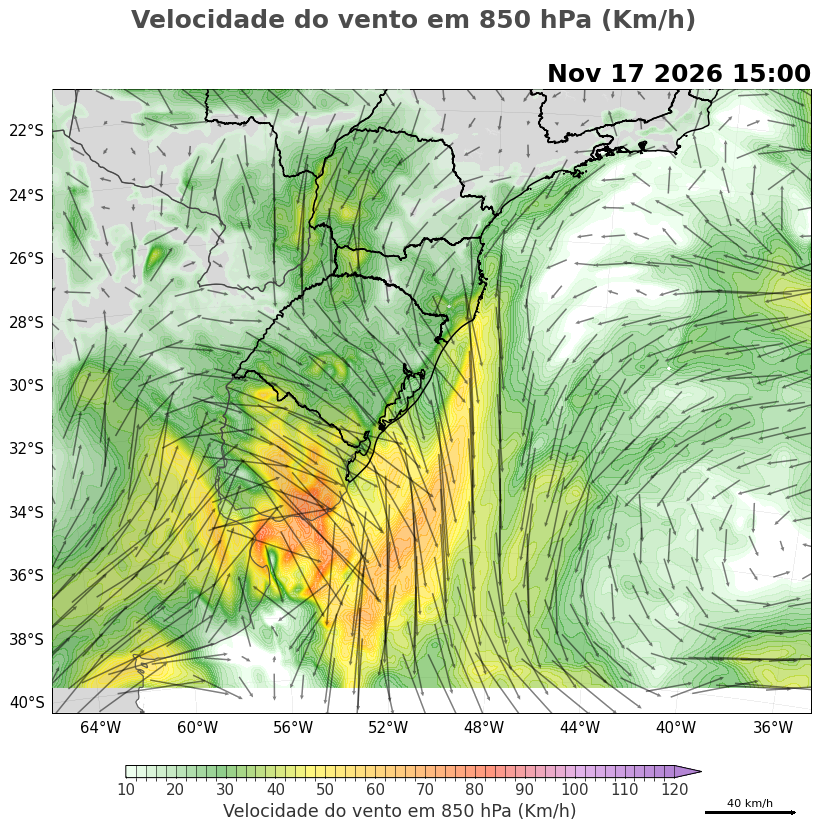 Velocidade do vento em 850 hPa (Km/h)
Nov 17 2026 15:00
22°S
24°S
26°S
28°S
30°S
32°S
34°S
36°S
38°S
40°S
64°W 60°W 56°W 52°W 48°W 44°W 40°W 36°W
10 20 30 40 50 60 70 80 90 100 110 120
Velocidade do vento em 850 hPa (Km/h)
40 km/h